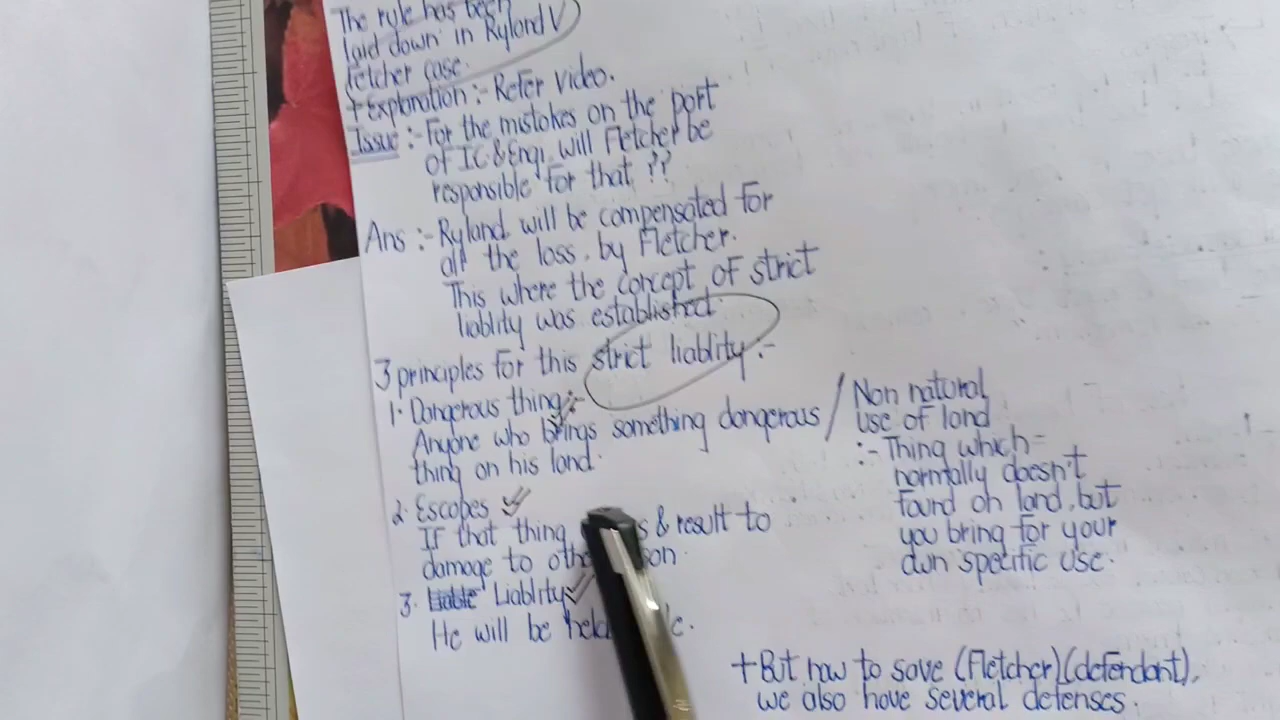 The rule has been
laid down in Ryland V
Fetcher case.
+ Explanation :- Refer video.
Issue :- For the mistakes on the part
of IC & Engi. will Fletcher be
responsible for that ??
Ans :- Ryland will be compensated for
all the loss. by Fletcher.
This where the concept of strict
liablity was established
3 principles for this strict liablity :-
1. Dangerous thing :-
Anyone who brings something dangerous /
thing on his land.
Non natural
use of land
:- Thing which
normally doesn't
found on land, but
you bring for your
own specific use.
2. Escapes
If that thing & result to
damage to
3. Liablity
He will be
+ But now to save (Fletcher) (defendant),
we also have several defenses.